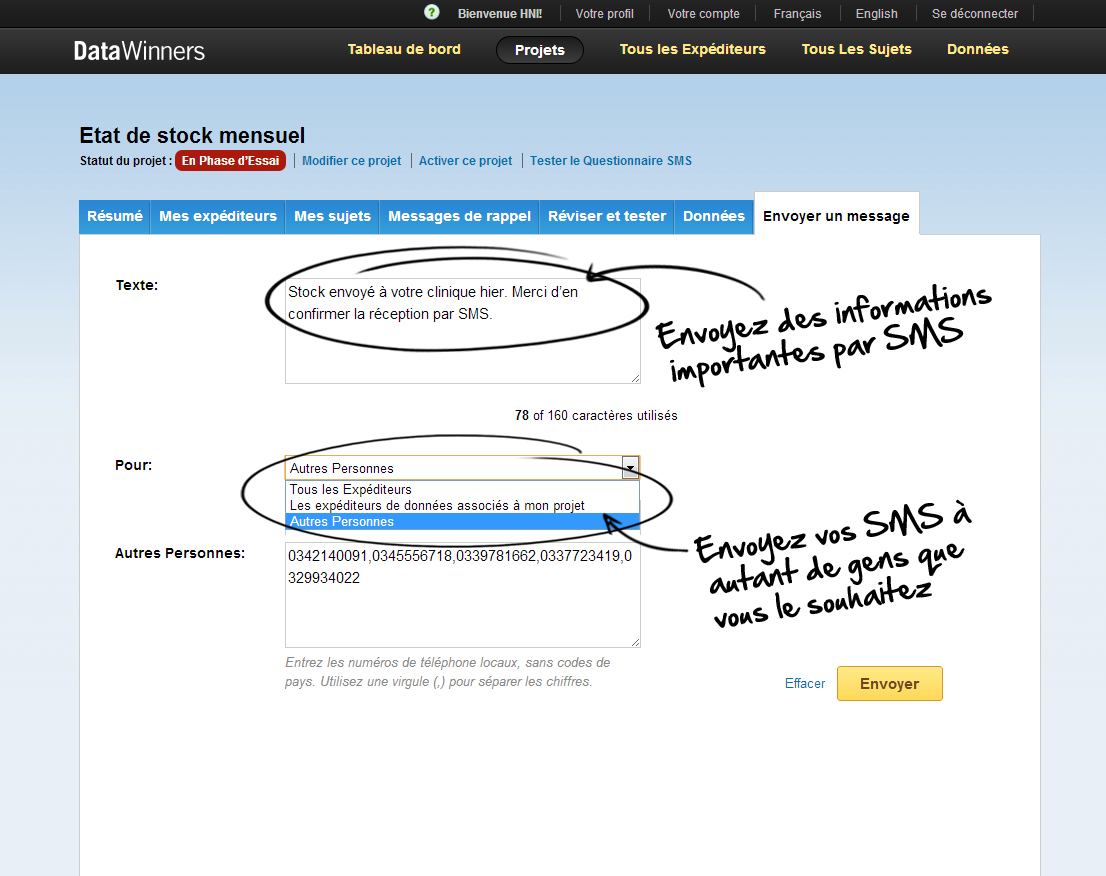 ? Bienvenue HNI! Votre profil Votre compte Français English Se déconnecter
DataWinners Tableau de bord Projets Tous les Expéditeurs Tous Les Sujets Données
Etat de stock mensuel
Statut du projet : En Phase d'Essai Modifier ce projet Activer ce projet Tester le Questionnaire SMS
Résumé Mes expéditeurs Mes sujets Messages de rappel Réviser et tester Données Envoyer un message
Texte:
Stock envoyé à votre clinique hier. Merci d'en
confirmer la réception par SMS.
Envoyez des informations
importantes par SMS
78 of 160 caractères utilisés
Pour:
Autres Personnes
Tous les Expéditeurs
Les expéditeurs de données associés à mon projet
Autres Personnes
Envoyez vos SMS à
autant de gens que
vous le souhaitez
Autres Personnes:
0342140091,0345556718,0339781662,0337723419,0
329934022
Entrez les numéros de téléphone locaux, sans codes de
pays. Utilisez une virgule (,) pour séparer les chiffres.
Effacer Envoyer